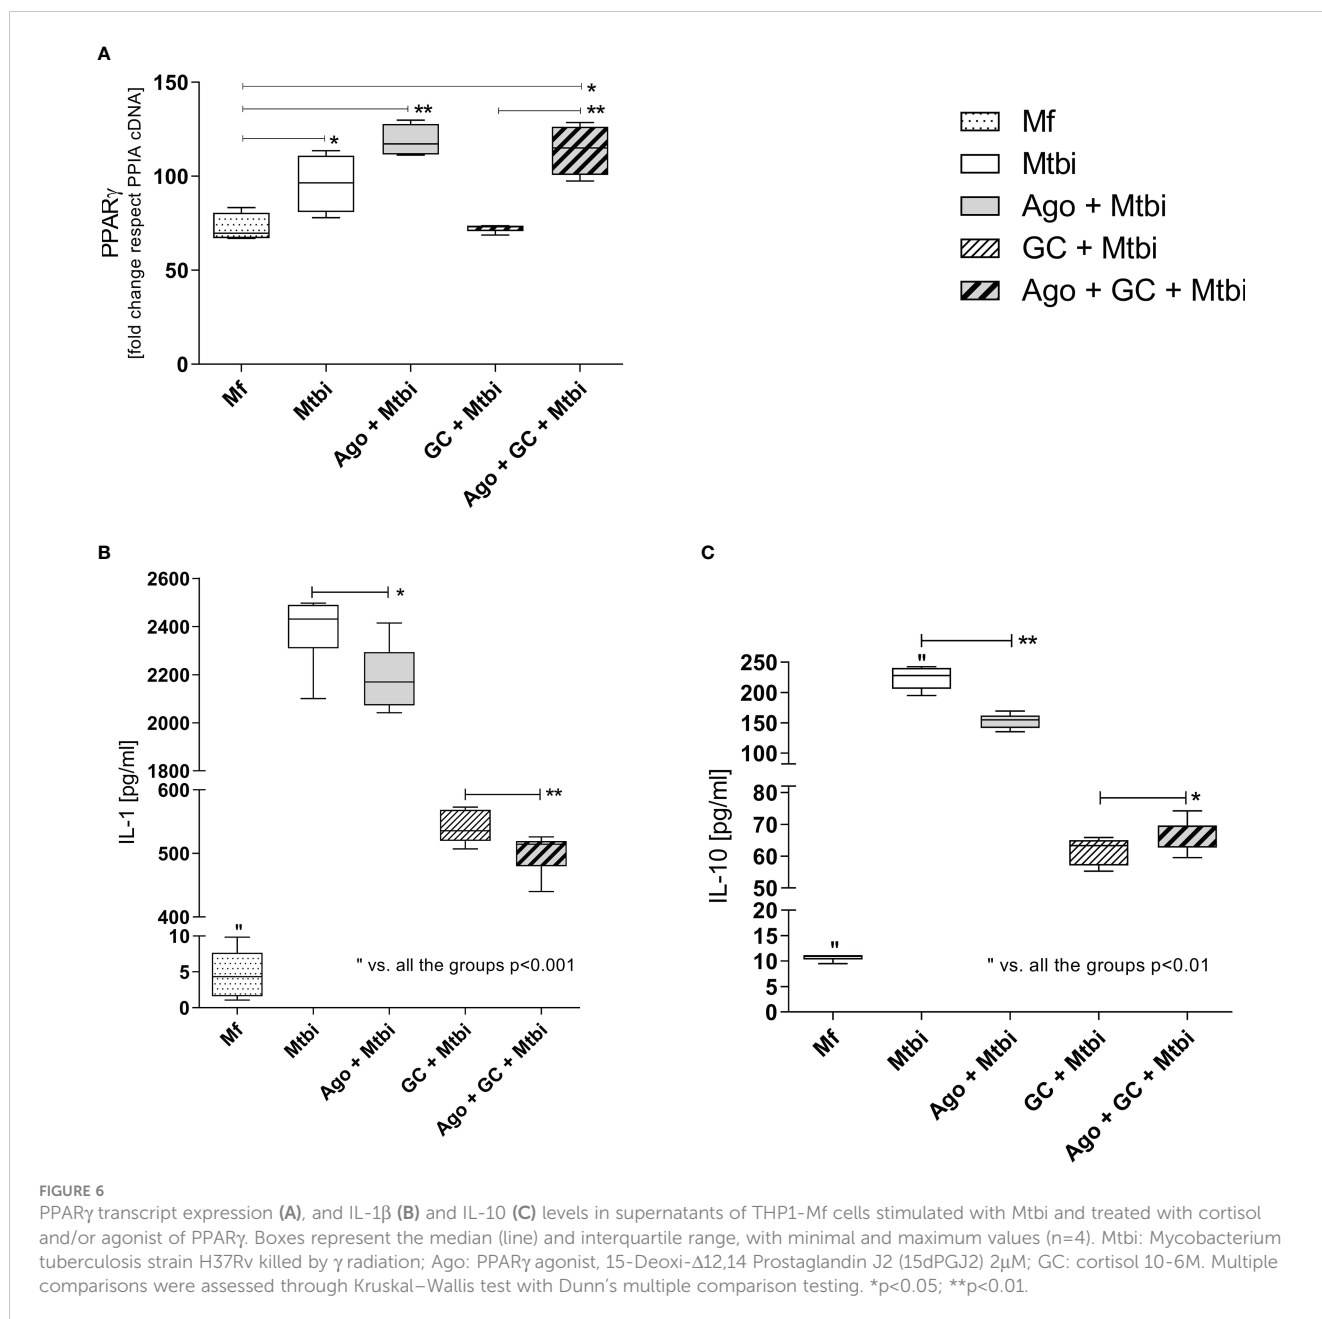 A
PPARγ
[fold change respect PPIA cDNA]
150
100
50
0
*
**
*
**
*
Mf
Mtbi
Ago + Mtbi
GC + Mtbi
Ago + GC + Mtbi
Mf
Mtbi
Ago + Mtbi
GC + Mtbi
Ago + GC + Mtbi
B
IL-1 [pg/ml]
2600
2400
2200
2000
1800
600
500
400
10
5
0
*
**
"
" vs. all the groups p<0.001
Mf
Mtbi
Ago + Mtbi
GC + Mtbi
Ago + GC + Mtbi
C
IL-10 [pg/ml]
250
200
150
100
80
70
60
50
20
15
10
5
0
**
"
*
"
" vs. all the groups p<0.01
Mf
Mtbi
Ago + Mtbi
GC + Mtbi
Ago + GC + Mtbi
FIGURE 6
PPARγ transcript expression (A), and IL-1β (B) and IL-10 (C) levels in supernatants of THP1-Mf cells stimulated with Mtbi and treated with cortisol
and/or agonist of PPARγ. Boxes represent the median (line) and interquartile range, with minimal and maximum values (n=4). Mtbi: Mycobacterium
tuberculosis strain H37Rv killed by γ radiation; Ago: PPARγ agonist, 15-Deoxi-Δ12,14 Prostaglandin J2 (15dPGJ2) 2μM; GC: cortisol 10-6M. Multiple
comparisons were assessed through Kruskal–Wallis test with Dunn's multiple comparison testing. *p<0.05; **p<0.01.